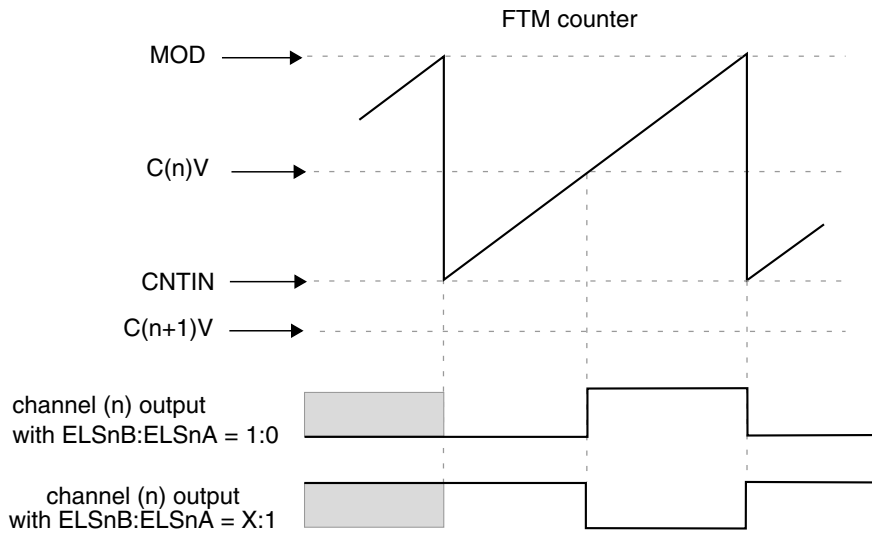 FTM counter
MOD
C(n)V
CNTIN
C(n+1)V
channel (n) output
with ELSnB:ELSnA = 1:0
channel (n) output
with ELSnB:ELSnA = X:1